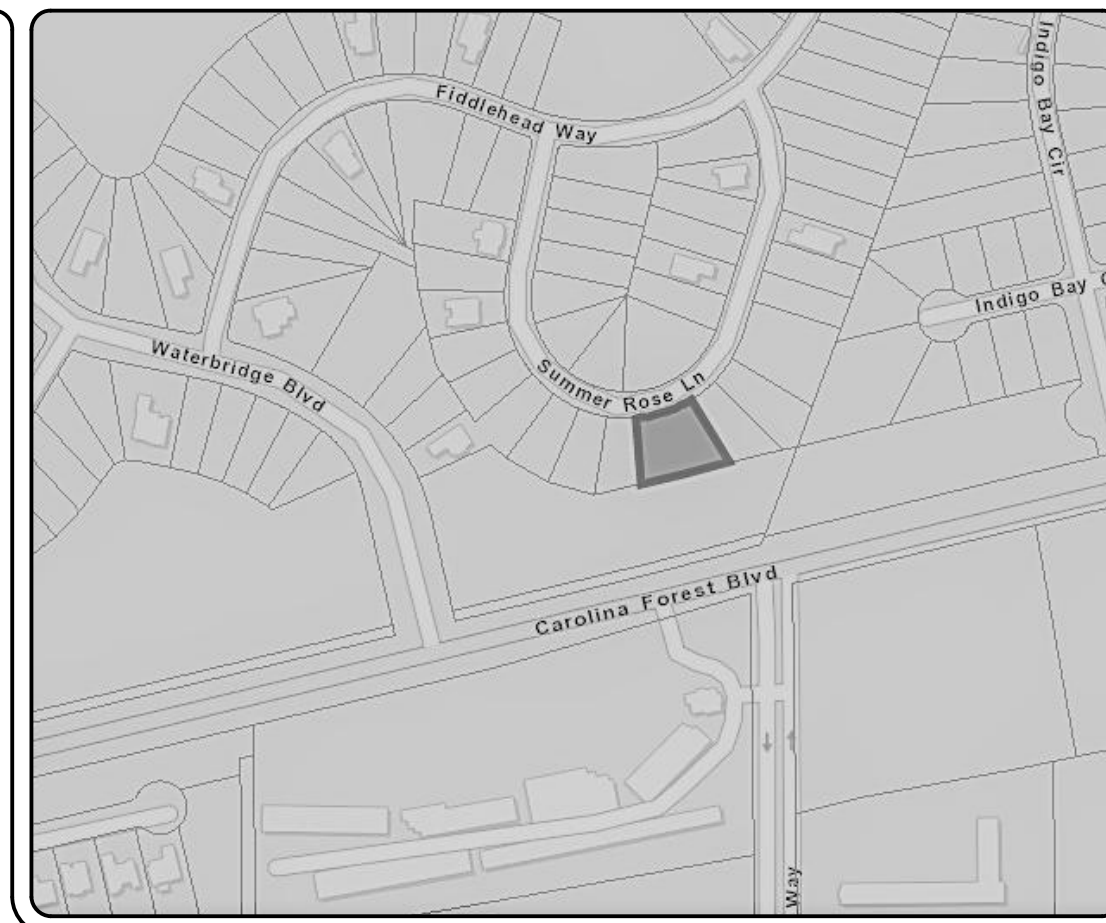 Fiddlehead Way
Indigo Bay Cir
Indigo Bay C
Waterbridge Blvd
Summer Rose Ln
Carolina Forest Blvd
Way